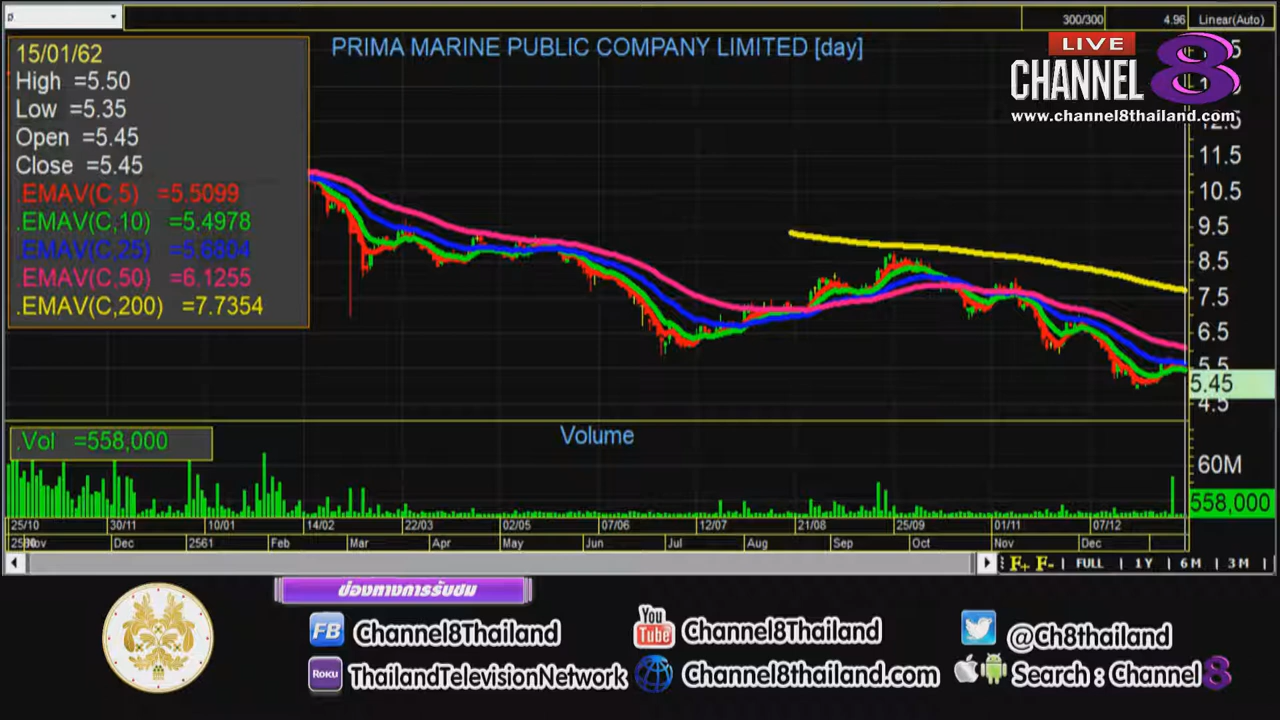 300/300 4.96 Linear(Auto)
PRIMA MARINE PUBLIC COMPANY LIMITED [day]
LIVE
CHANNEL 8
www.channel8thailand.com
15/01/62
High =5.50
Low =5.35
Open =5.45
Close =5.45
.EMAV(C,5) =5.5099
.EMAV(C,10) =5.4978
.EMAV(C,25) =5.6804
.EMAV(C,50) =6.1255
.EMAV(C,200) =7.7354
12.5
11.5
10.5
9.5
8.5
7.5
6.5
5.5
5.45
4.5
.Vol =558,000
Volume
60M
558,000
25/10 30/11 10/01 14/02 22/03 02/05 07/06 12/07 21/08 25/09 01/11 07/12
Nov Dec 2561 Feb Mar Apr May Jun Jul Aug Sep Oct Nov Dec
F+ F- | FULL | 1Y | 6M | 3M |
ช่องทางการรับชม
FB Channel8Thailand
You Tube Channel8Thailand
@Ch8thailand
ROKU ThailandTelevisionNetwork
Channel8thailand.com
Search : Channel 8